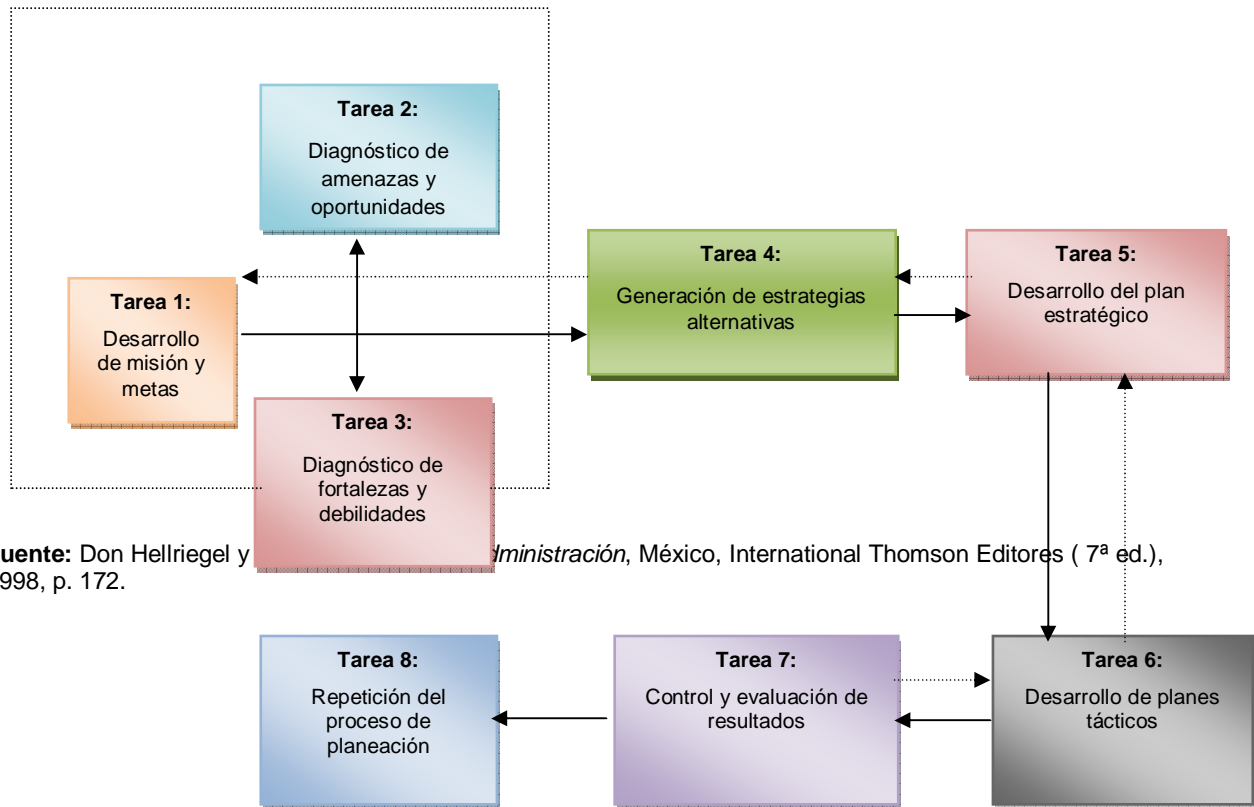 Tarea 2:
Diagnóstico de
amenazas y
oportunidades
Tarea 1:
Desarrollo
de misión y
metas
Tarea 4:
Generación de estrategias
alternativas
Tarea 5:
Desarrollo del plan
estratégico
Tarea 3:
Diagnóstico de
fortalezas y
debilidades
uente: Don Hellriegel y dministración, México, International Thomson Editores ( 7ª ed.),
998, p. 172.
Tarea 8:
Repetición del
proceso de
planeación
Tarea 7:
Control y evaluación de
resultados
Tarea 6:
Desarrollo de planes
tácticos